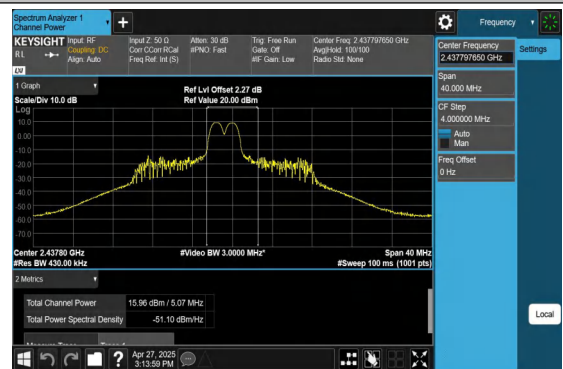 Spectrum Analyzer 1
Channel Power
+
Frequency
KEYSIGHT
RL
LXI
Input: RF
Coupling: DC
Align: Auto
Input Z: 50 Ω
Corr CCorr RCal
Freq Ref: Int (S)
Atten: 30 dB
#PNO: Fast
Trig: Free Run
Gate: Off
#IF Gain: Low
Center Freq: 2.437797650 GHz
Avg|Hold: 100/100
Radio Std: None
Center Frequency
2.437797650 GHz
Settings
Span
40.000 MHz
CF Step
4.000000 MHz
Auto
Man
Freq Offset
0 Hz
1 Graph
Scale/Div 10.0 dB
Ref Lvl Offset 2.27 dB
Ref Value 20.00 dBm
Log
10.0
0.00
-10.0
-20.0
-30.0
-40.0
-50.0
-60.0
-70.0
Center 2.43780 GHz
#Video BW 3.0000 MHz*
Span 40 MHz
#Res BW 430.00 kHz
#Sweep 100 ms (1001 pts)
2 Metrics
Total Channel Power
15.96 dBm / 5.07 MHz
Total Power Spectral Density
-51.10 dBm/Hz
Local
?
Apr 27, 2025
3:13:59 PM